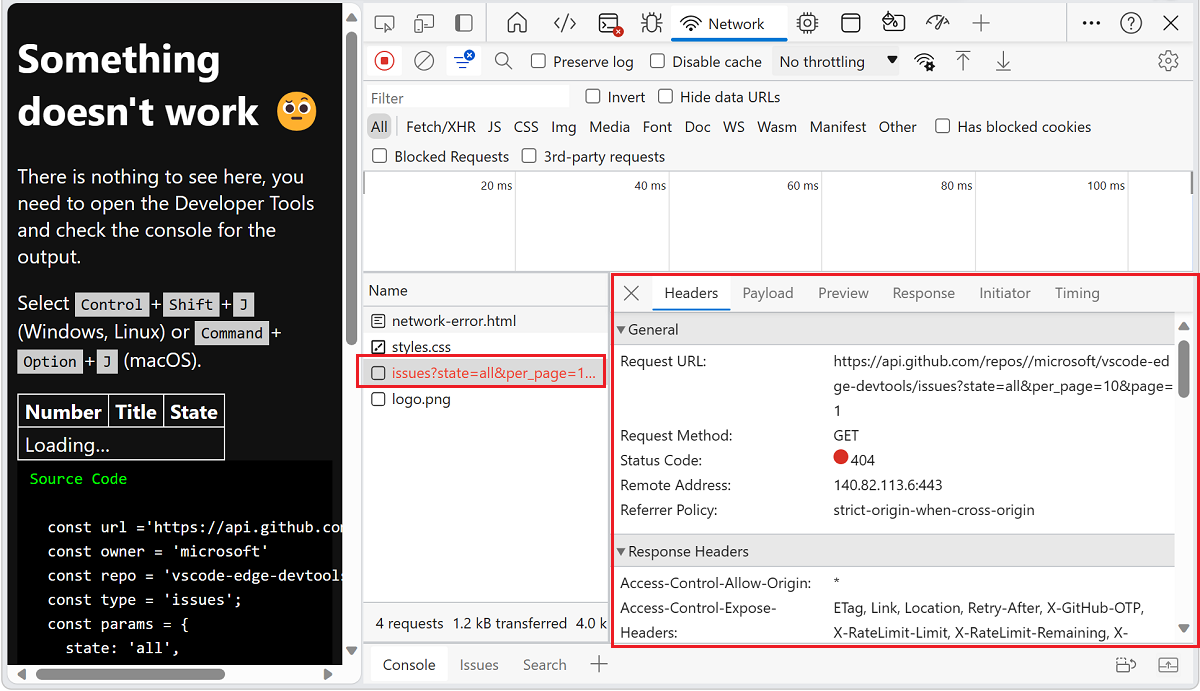 Something
doesn't work
There is nothing to see here, you
need to open the Developer Tools
and check the console for the
output.
Select Control + Shift + J
(Windows, Linux) or Command +
Option + J (macOS).
Number Title State
Loading...
Source Code
const url ='https://api.github.com
const owner = 'microsoft'
const repo = 'vscode-edge-devtools
const type = 'issues';
const params = {
state: 'all',
Network
Preserve log Disable cache No throttling
Filter Invert Hide data URLs
All Fetch/XHR JS CSS Img Media Font Doc WS Wasm Manifest Other Has blocked cookies
Blocked Requests 3rd-party requests
20 ms 40 ms 60 ms 80 ms 100 ms
Name
network-error.html
styles.css
issues?state=all&per_page=1...
logo.png
4 requests 1.2 kB transferred 4.0 k
Headers Payload Preview Response Initiator Timing
General
Request URL: https://api.github.com/repos//microsoft/vscode-ed
ge-devtools/issues?state=all&per_page=10&page=
1
Request Method: GET
Status Code: 404
Remote Address: 140.82.113.6:443
Referrer Policy: strict-origin-when-cross-origin
Response Headers
Access-Control-Allow-Origin: *
Access-Control-Expose- ETag, Link, Location, Retry-After, X-GitHub-OTP,
Headers: X-RateLimit-Limit, X-RateLimit-Remaining, X-
Console Issues Search